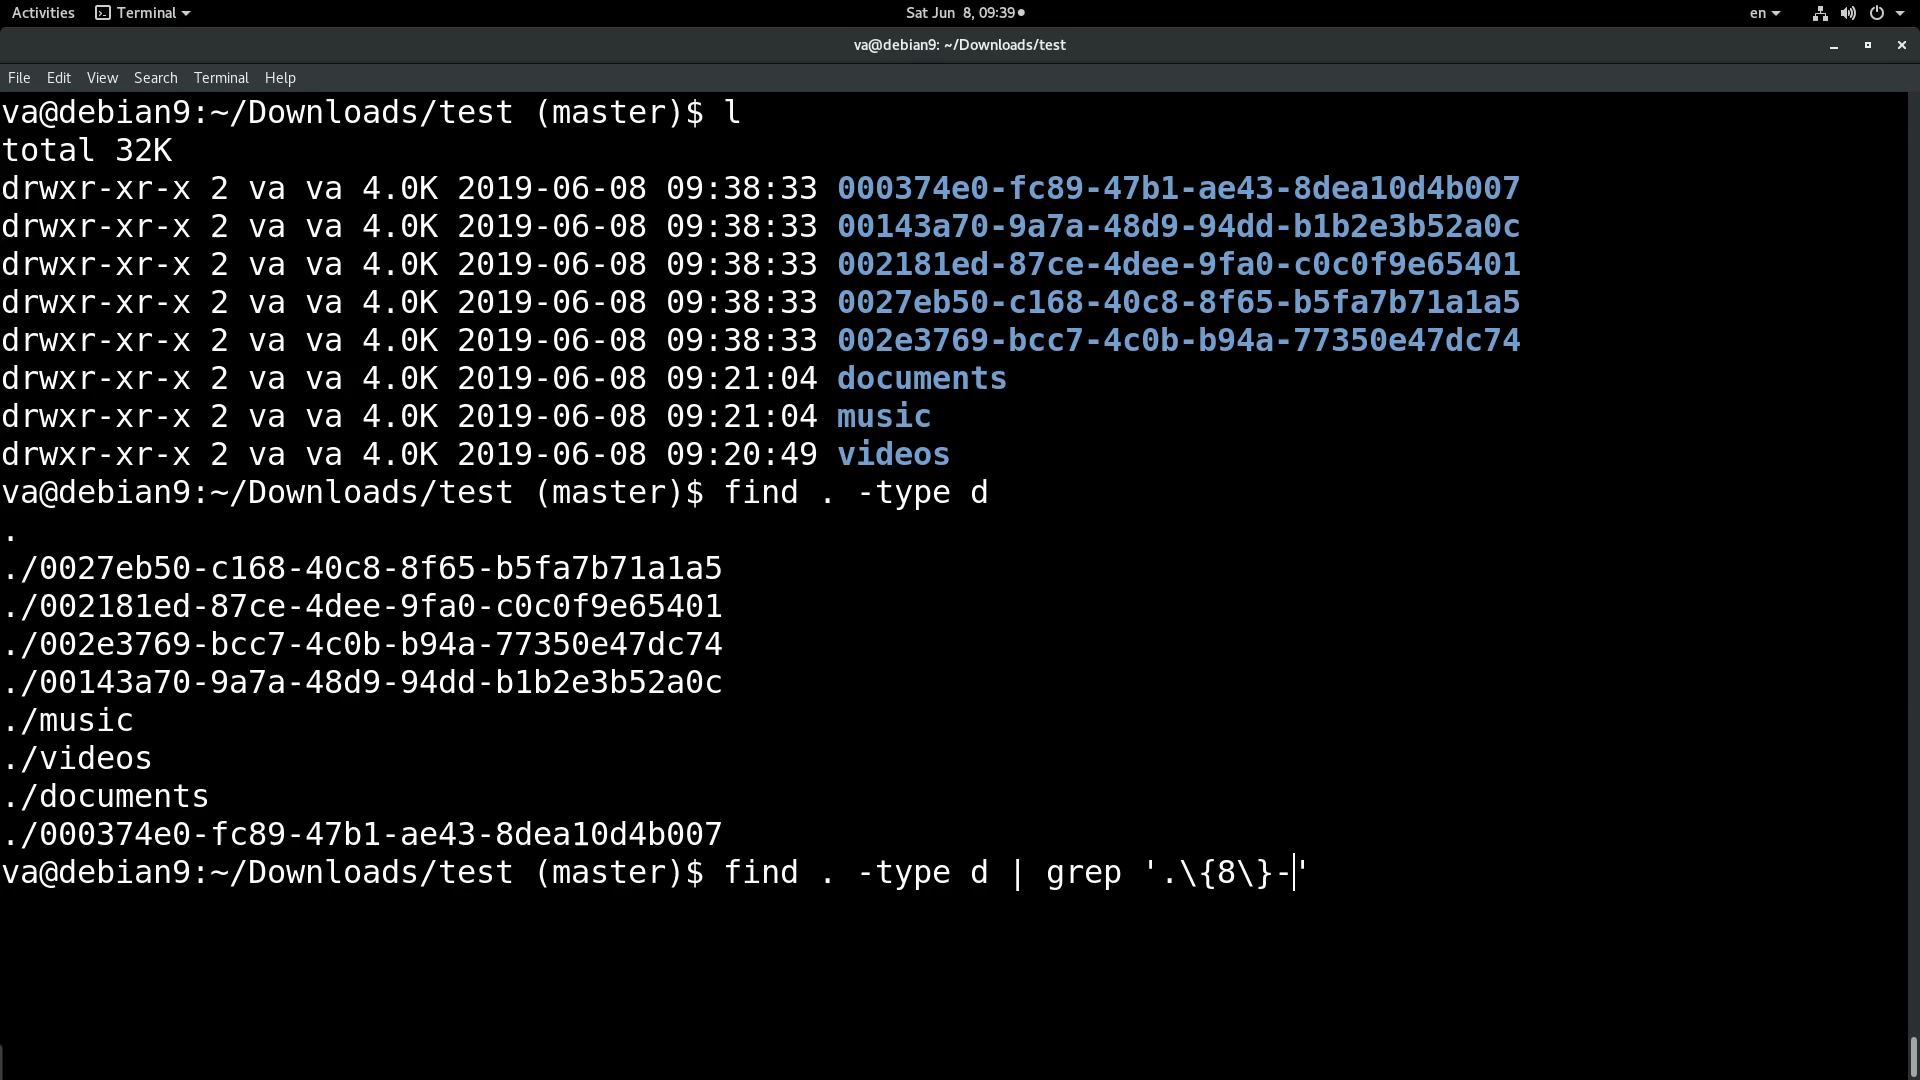 Activities Terminal Sat Jun 8, 09:39 en
va@debian9: ~/Downloads/test
File Edit View Search Terminal Help
va@debian9:~/Downloads/test (master)$ l
total 32K
drwxr-xr-x 2 va va 4.0K 2019-06-08 09:38:33 000374e0-fc89-47b1-ae43-8dea10d4b007
drwxr-xr-x 2 va va 4.0K 2019-06-08 09:38:33 00143a70-9a7a-48d9-94dd-b1b2e3b52a0c
drwxr-xr-x 2 va va 4.0K 2019-06-08 09:38:33 002181ed-87ce-4dee-9fa0-c0c0f9e65401
drwxr-xr-x 2 va va 4.0K 2019-06-08 09:38:33 0027eb50-c168-40c8-8f65-b5fa7b71a1a5
drwxr-xr-x 2 va va 4.0K 2019-06-08 09:38:33 002e3769-bcc7-4c0b-b94a-77350e47dc74
drwxr-xr-x 2 va va 4.0K 2019-06-08 09:21:04 documents
drwxr-xr-x 2 va va 4.0K 2019-06-08 09:21:04 music
drwxr-xr-x 2 va va 4.0K 2019-06-08 09:20:49 videos
va@debian9:~/Downloads/test (master)$ find . -type d
.
./0027eb50-c168-40c8-8f65-b5fa7b71a1a5
./002181ed-87ce-4dee-9fa0-c0c0f9e65401
./002e3769-bcc7-4c0b-b94a-77350e47dc74
./00143a70-9a7a-48d9-94dd-b1b2e3b52a0c
./music
./videos
./documents
./000374e0-fc89-47b1-ae43-8dea10d4b007
va@debian9:~/Downloads/test (master)$ find . -type d | grep '.\{8\}-'